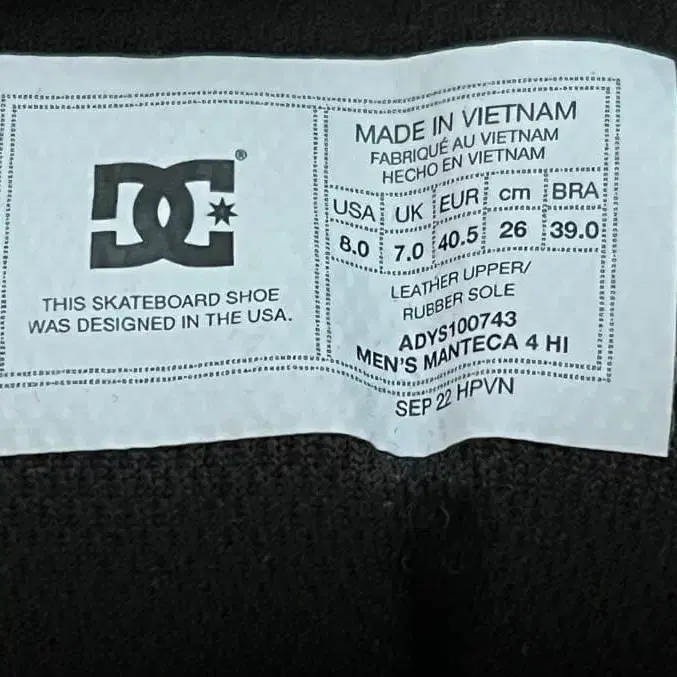 DC®
THIS SKATEBOARD SHOE
WAS DESIGNED IN THE USA.
MADE IN VIETNAM
FABRIQUÉ AU VIETNAM
HECHO EN VIETNAM
USA UK EUR cm BRA
8.0 7.0 40.5 26 39.0
LEATHER UPPER/
RUBBER SOLE
ADYS100743
MEN'S MANTECA 4 HI
SEP 22 HPVN